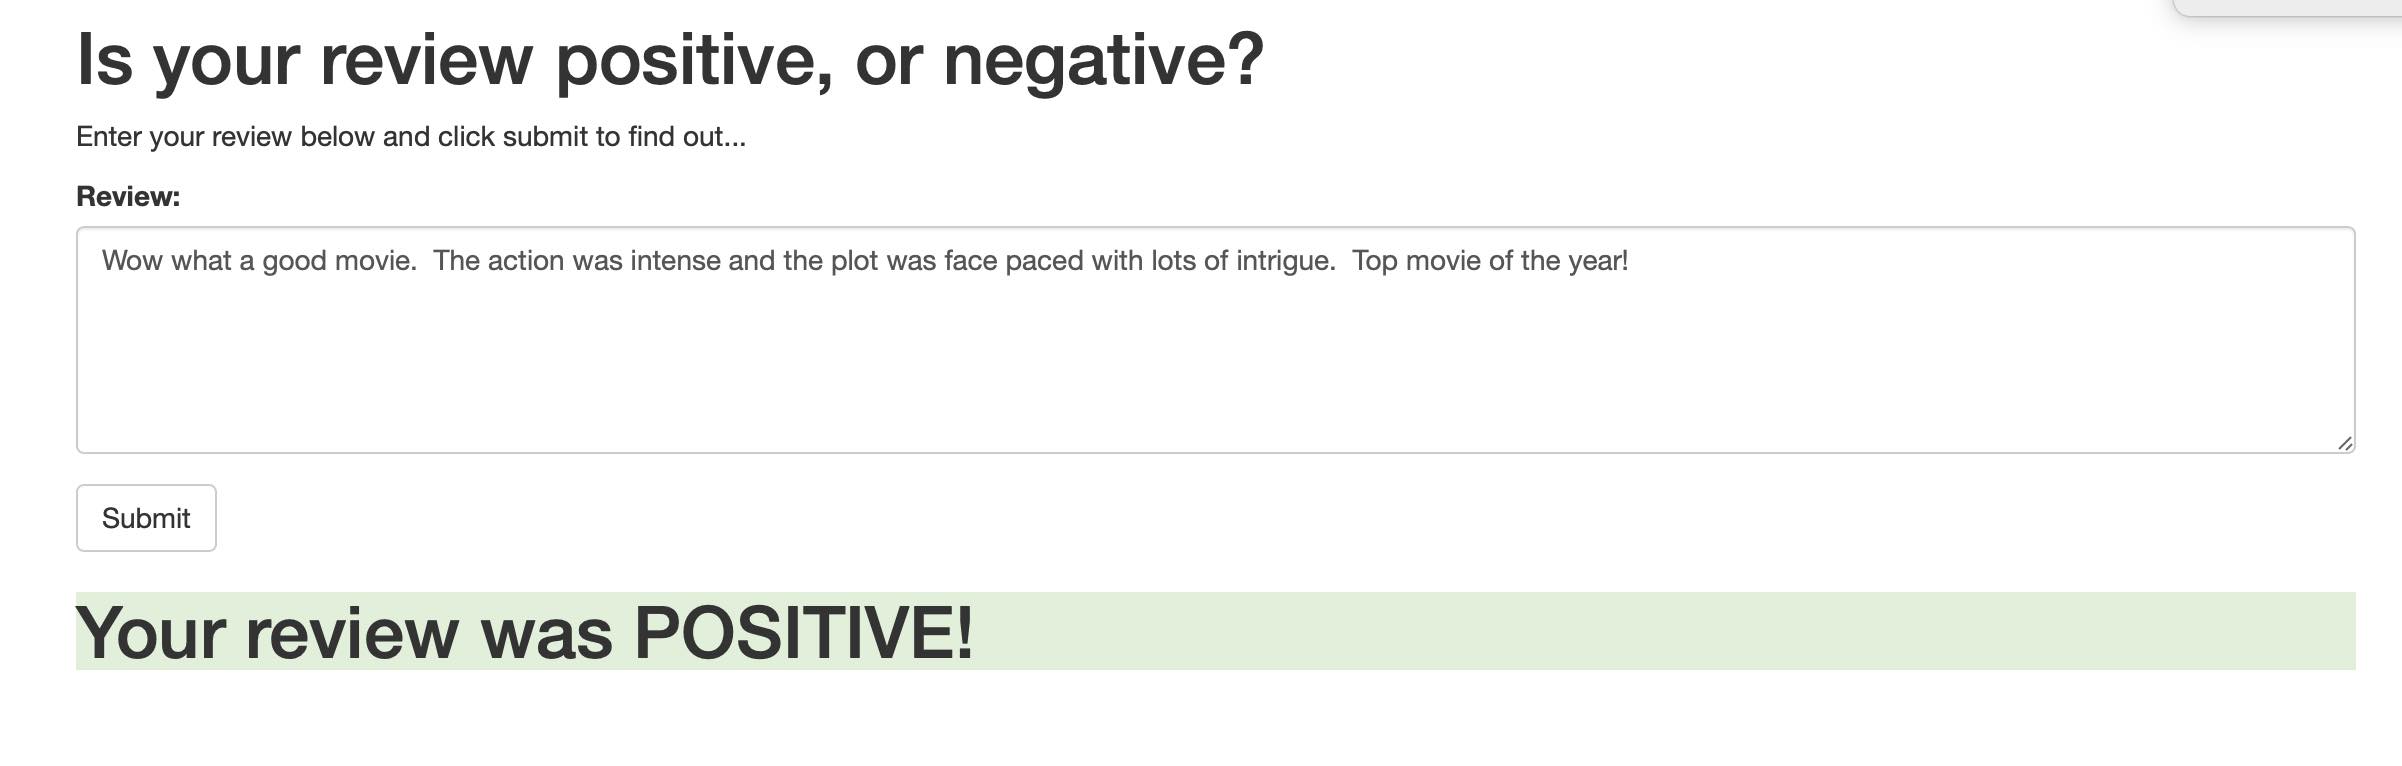 Is your review positive, or negative?
Enter your review below and click submit to find out...
Review:
Wow what a good movie.  The action was intense and the plot was face paced with lots of intrigue.  Top movie of the year!
Submit
Your review was POSITIVE!